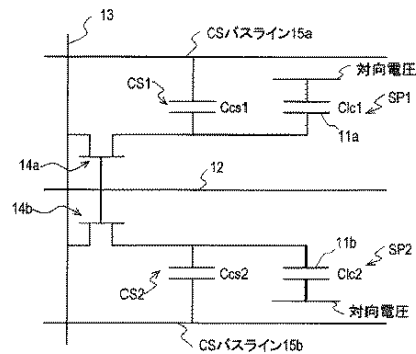 13
CSバスライン15a
対向電圧
CS1
Ccs1
Clc1
SP1
11a
14a
12
14b
11b
Ccs2
Clc2
SP2
CS2
対向電圧
CSバスライン15b